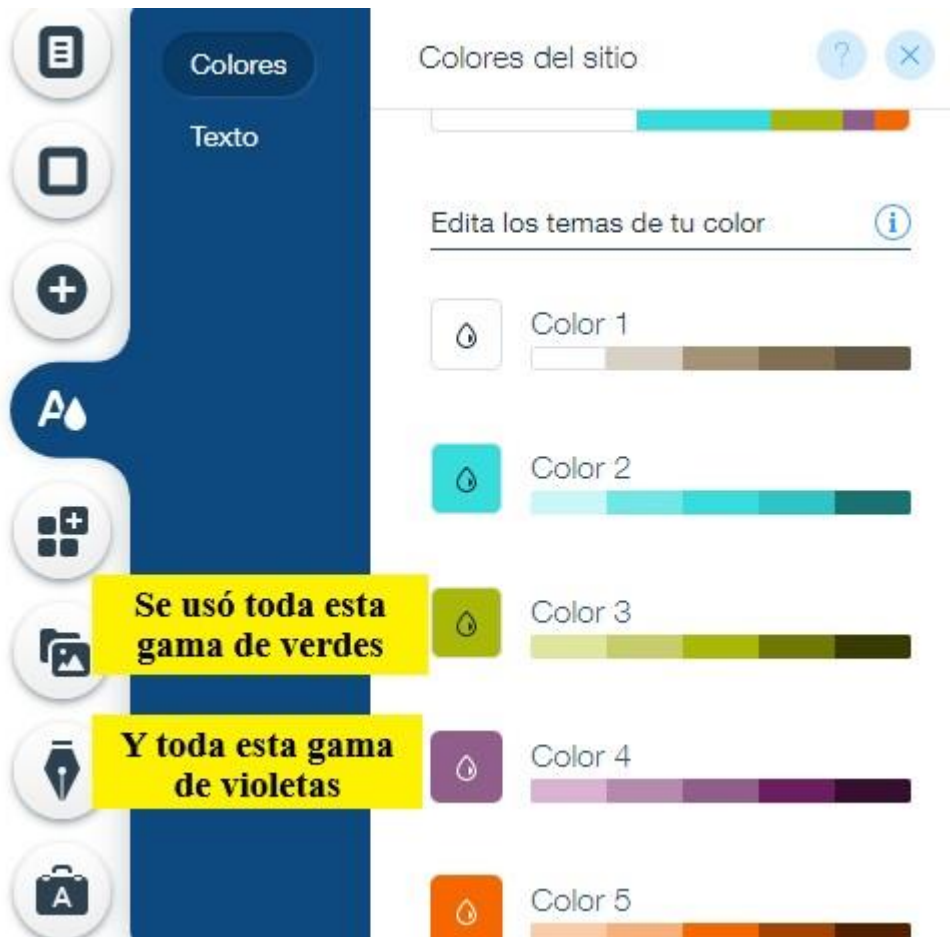 Colores
Texto
Colores del sitio
?
Edita los temas de tu color
i
Color 1
A
Color 2
Color 3
Se usó toda esta
gama de verdes
Color 4
Y toda esta gama
de violetas
Color 5
A